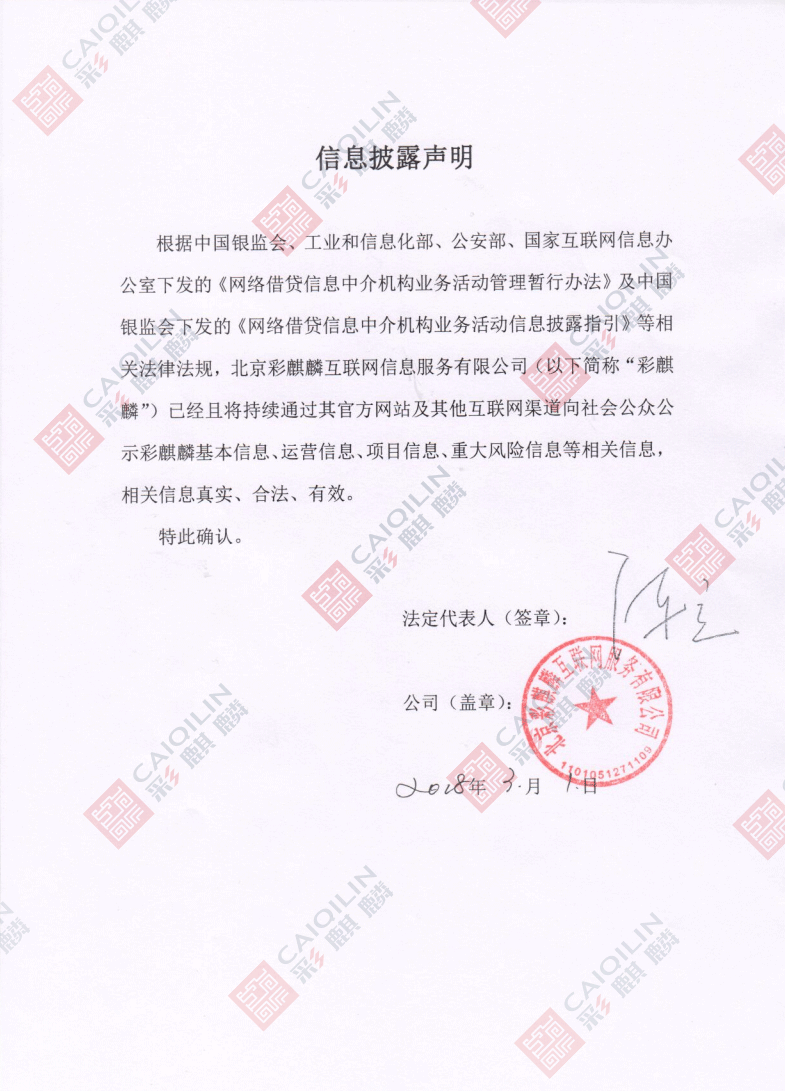 信息披露声明
根据中国银监会、工业和信息化部、公安部、国家互联网信息办
公室下发的《网络借贷信息中介机构业务活动管理暂行办法》及中国
银监会下发的《网络借贷信息中介机构业务活动信息披露指引》等相
关法律法规，北京彩麒麟互联网信息服务有限公司（以下简称“彩麒
麟”）已经且将持续通过其官方网站及其他互联网渠道向社会公众公
示彩麒麟基本信息、运营信息、项目信息、重大风险信息等相关信息，
相关信息真实、合法、有效。
特此确认。
法定代表人（签章）：
公司（盖章）：
北京彩麒麟互联网服务有限公司
1101051271109
2018年 3.月 1.日
CAIQILIN
彩麒麟